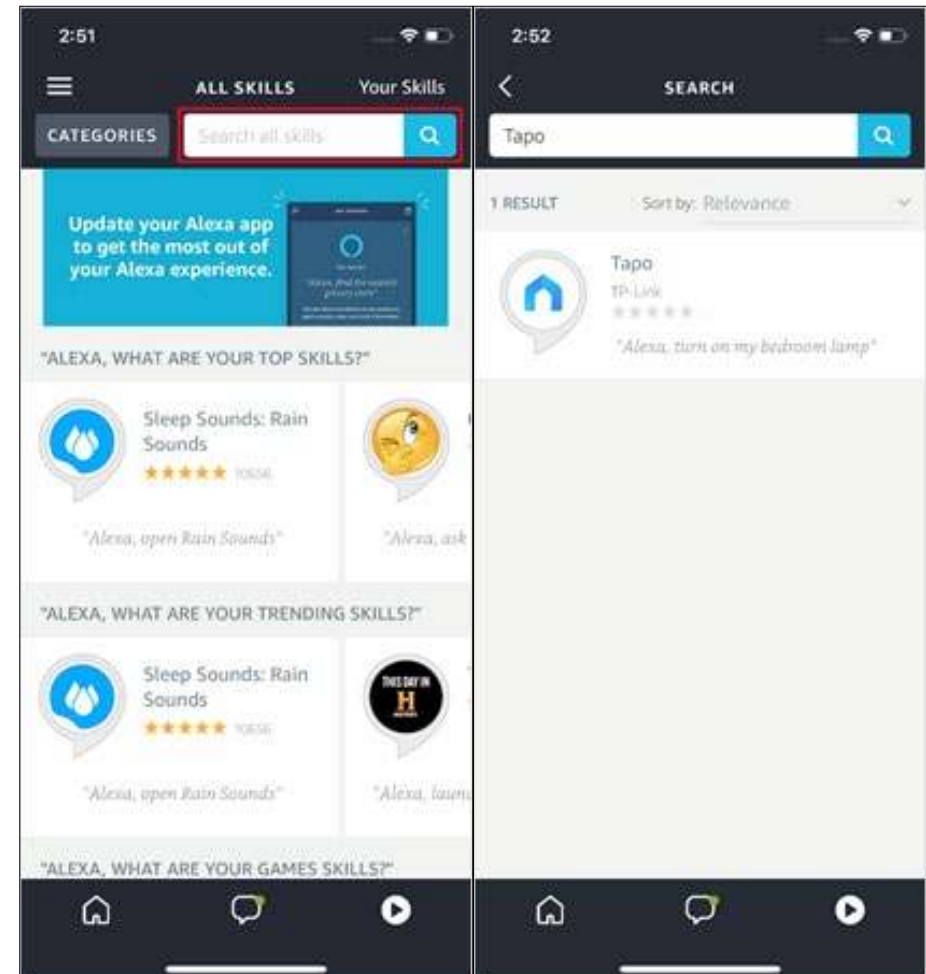 2:51
ALL SKILLS
Your Skills
CATEGORIES
Search all skills
Update your Alexa app
to get the most out of
your Alexa experience.
"ALEXA, WHAT ARE YOUR TOP SKILLS?"
Sleep Sounds: Rain
Sounds
10656
"Alexa, open Rain Sounds"
"Alexa, ask
"ALEXA, WHAT ARE YOUR TRENDING SKILLS?"
Sleep Sounds: Rain
Sounds
10656
THIS DAY IN
H
"Alexa, open Rain Sounds"
"Alexa, launc
"ALEXA, WHAT ARE YOUR GAMES SKILLS?"
2:52
SEARCH
Tapo
1 RESULT
Sort by: Relevance
Tapo
TP-Link
"Alexa, turn on my bedroom lamp"